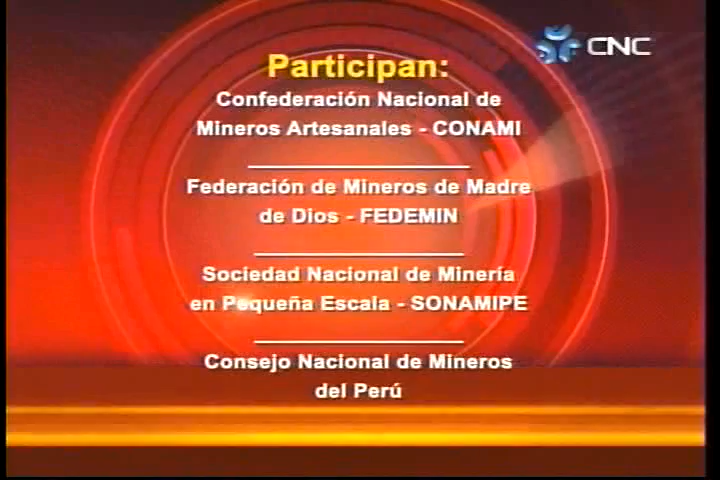 CNC
Participan:
Confederación Nacional de
Mineros Artesanales - CONAMI
Federación de Mineros de Madre
de Dios - FEDEMIN
Sociedad Nacional de Minería
en Pequeña Escala - SONAMIPE
Consejo Nacional de Mineros
del Perú